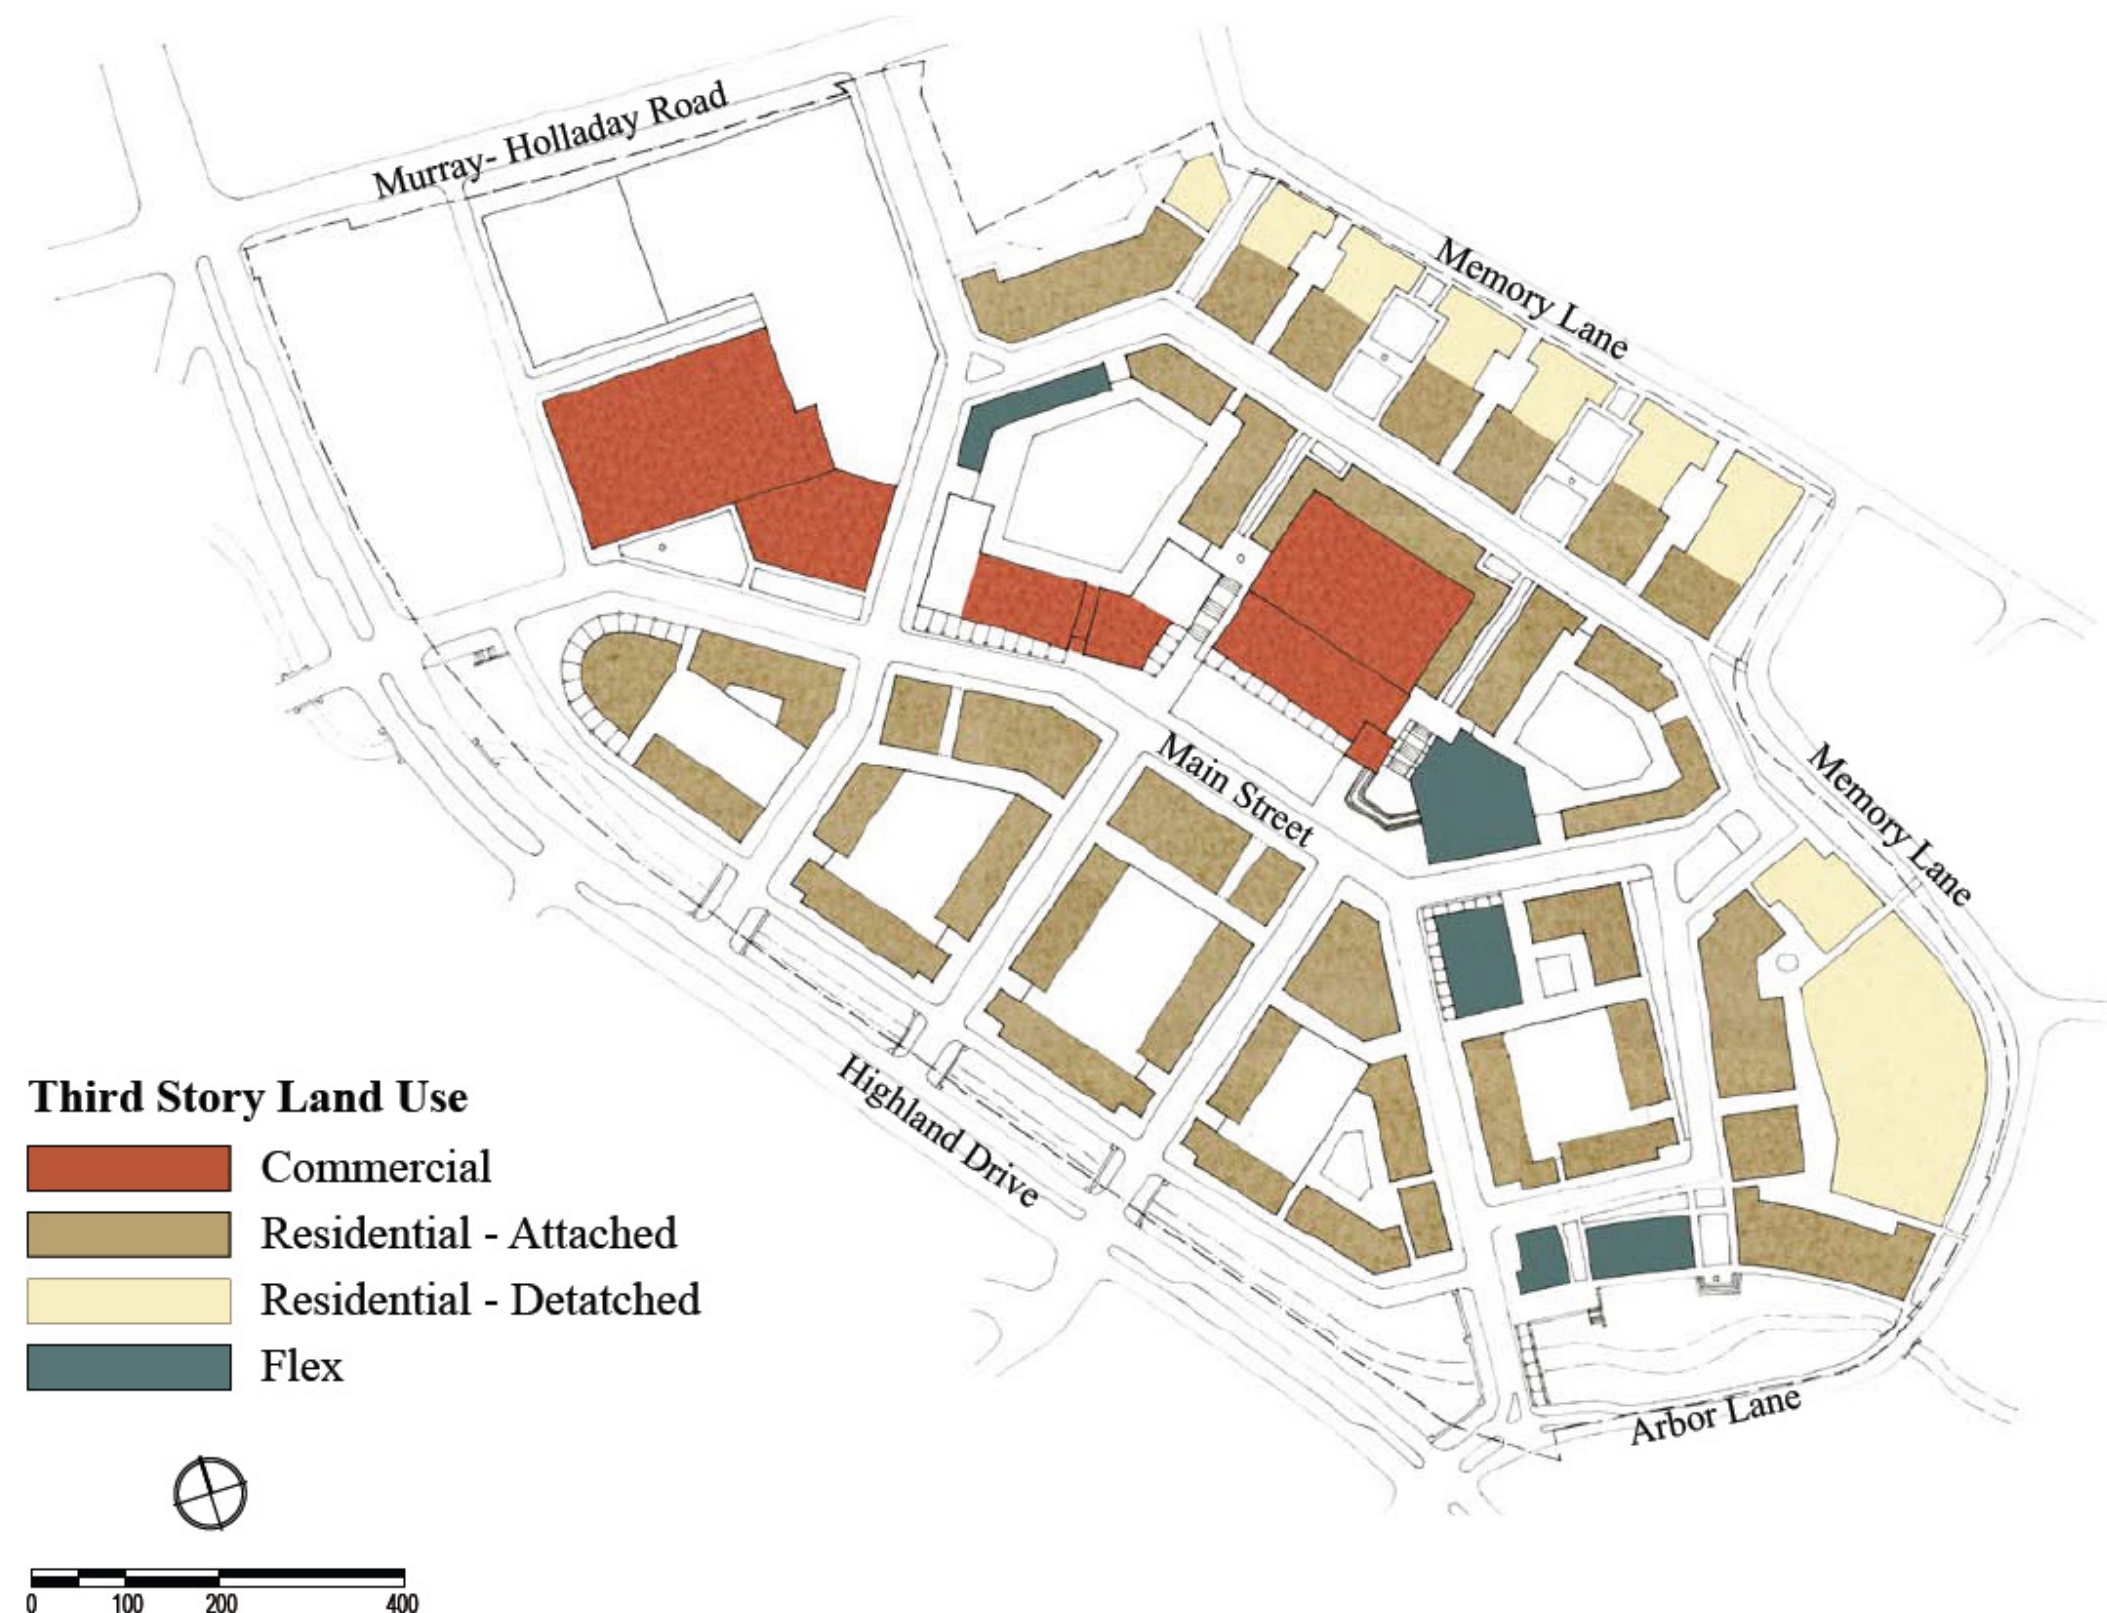 Murray- Holladay Road
Memory Lane
Main Street
Memory Lane
Highland Drive
Third Story Land Use
Commercial
Residential - Attached
Residential - Detatched
Flex
Arbor Lane
0 100 200 400